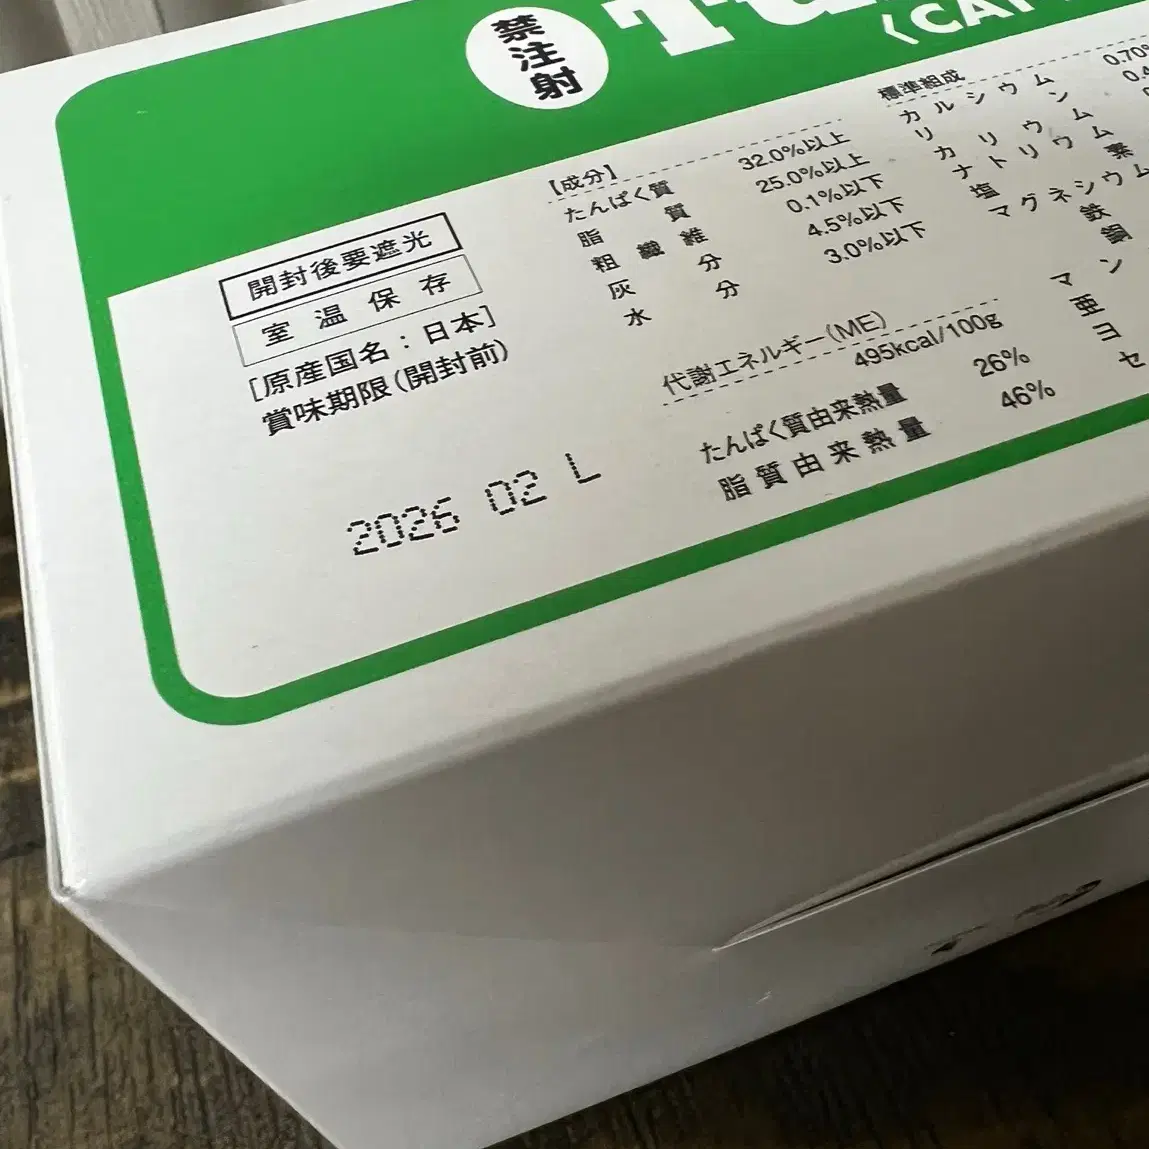 禁注射
〈CAT
開封後要遮光
室温保存
[原産国名：日本]
賞味期限(開封前)
2026 02 L
【成分】
たんぱく質 32.0%以上
脂質 25.0%以上
粗繊維 0.1%以下
灰分 4.5%以下
水分 3.0%以下
代謝エネルギー(ME)
495kcal/100g
たんぱく質由来熱量 26%
脂質由来熱量 46%
標準組成
カルシウム 0.70%
リン
カリウム
ナトリウム
塩素
マグネシウム
鉄
銅
マン
亜
ヨ
セ